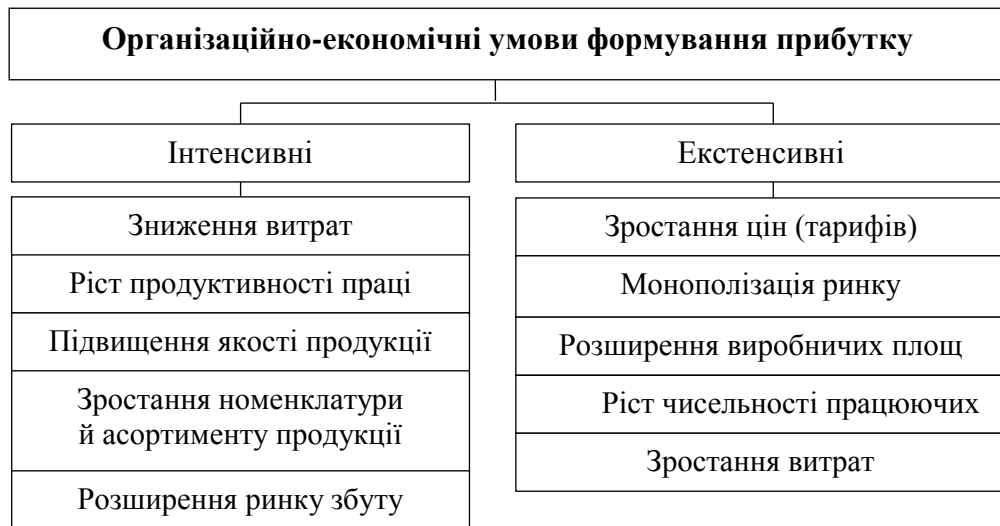 Організаційно-економічні умови формування прибутку
Інтенсивні
Зниження витрат
Ріст продуктивності праці
Підвищення якості продукції
Зростання номенклатури
й асортименту продукції
Розширення ринку збуту
Екстенсивні
Зростання цін (тарифів)
Монополізація ринку
Розширення виробничих площ
Ріст чисельності працюючих
Зростання витрат